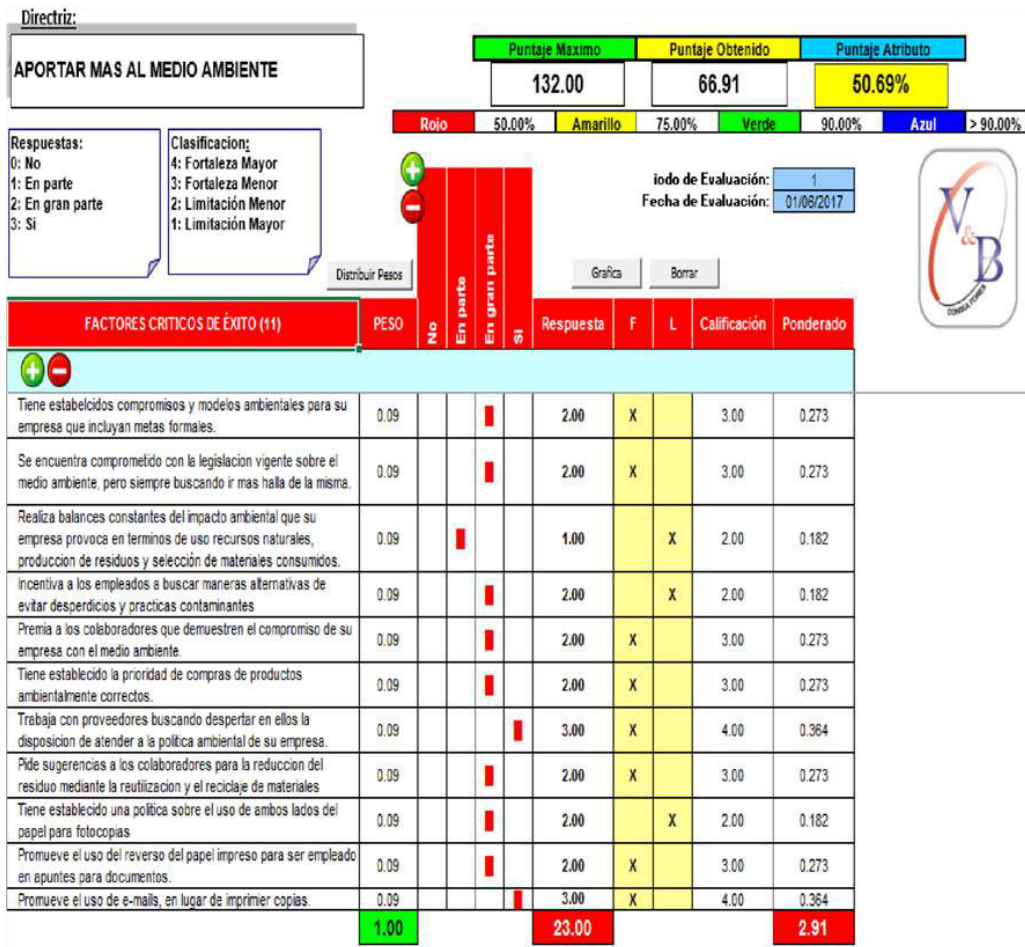 Directriz:
APORTAR MAS AL MEDIO AMBIENTE
Puntaje Maximo Puntaje Obtenido Puntaje Atributo
132.00 66.91 50.69%
Rojo 50.00% Amarillo 75.00% Verde 90.00% Azul > 90.00%
Respuestas:
0: No
1: En parte
2: En gran parte
3: Si
Clasificacion:
4: Fortaleza Mayor
3: Fortaleza Menor
2: Limitación Menor
1: Limitación Mayor
iodo de Evaluación: 1
Fecha de Evaluación: 01/06/2017
V&B
CONSULTORES
Distribuir Pesos
Grafica
Borrar
FACTORES CRITICOS DE ÉXITO (11) PESO No En parte En gran parte Si Respuesta F L Calificación Ponderado
Tiene estabelcidos compromisos y modelos ambientales para su
empresa que incluyan metas formales.
0.09 2.00 X 3.00 0.273
Se encuentra comprometido con la legislacion vigente sobre el
medio ambiente, pero siempre buscando ir mas halla de la misma.
0.09 2.00 X 3.00 0.273
Realiza balances constantes del impacto ambiental que su
empresa provoca en terminos de uso recursos naturales,
produccion de residuos y selección de materiales consumidos.
0.09 1.00 X 2.00 0.182
Incentiva a los empleados a buscar maneras alternativas de
evitar desperdicios y practicas contaminantes
0.09 2.00 X 2.00 0.182
Premia a los colaboradores que demuestren el compromiso de su
empresa con el medio ambiente.
0.09 2.00 X 3.00 0.273
Tiene establecido la prioridad de compras de productos
ambientalmente correctos.
0.09 2.00 X 3.00 0.273
Trabaja con proveedores buscando despertar en ellos la
disposicion de atender a la politica ambiental de su empresa.
0.09 3.00 X 4.00 0.364
Pide sugerencias a los colaboradores para la reduccion del
residuo mediante la reutilizacion y el reciclaje de materiales
0.09 2.00 X 3.00 0.273
Tiene establecido una politica sobre el uso de ambos lados del
papel para fotocopias
0.09 2.00 X 2.00 0.182
Promueve el uso del reverso del papel impreso para ser empleado
en apuntes para documentos.
0.09 2.00 X 3.00 0.273
Promueve el uso de e-mails, en lugar de imprimier copias.
0.09 3.00 X 4.00 0.364
1.00 23.00 2.91